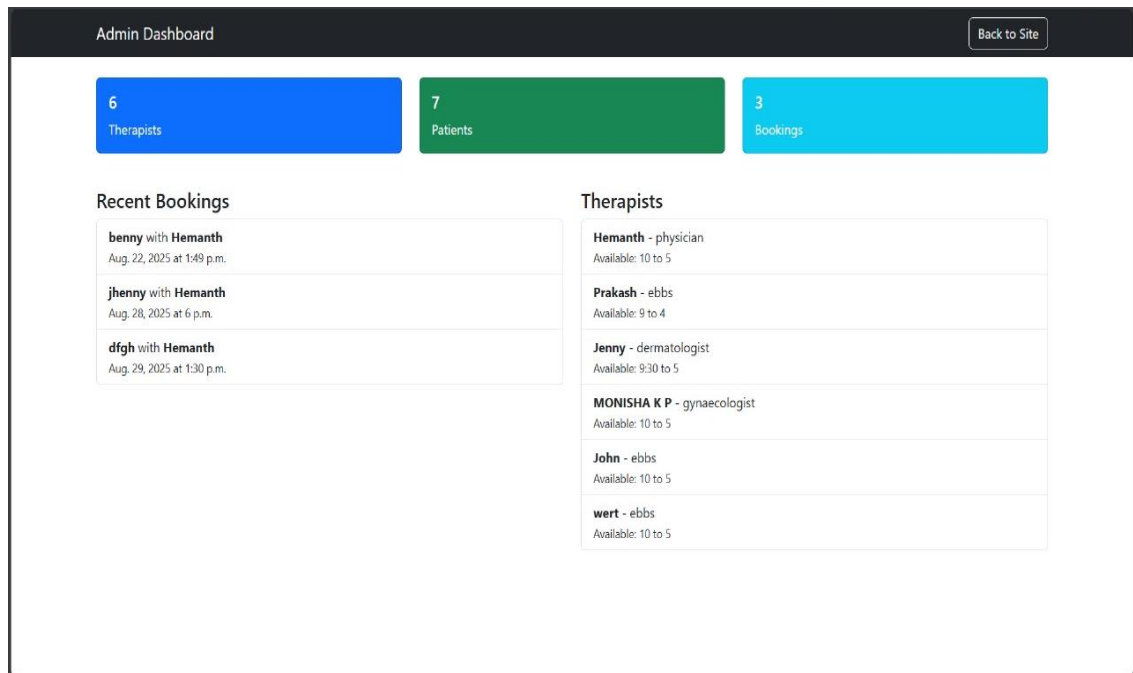 Admin Dashboard
Back to Site
6
Therapists
7
Patients
3
Bookings
Recent Bookings
benny with Hemanth
Aug. 22, 2025 at 1:49 p.m.
jhenny with Hemanth
Aug. 28, 2025 at 6 p.m.
dfgh with Hemanth
Aug. 29, 2025 at 1:30 p.m.
Therapists
Hemanth - physician
Available: 10 to 5
Prakash - ebbs
Available: 9 to 4
Jenny - dermatologist
Available: 9:30 to 5
MONISHA K P - gynaecologist
Available: 10 to 5
John - ebbs
Available: 10 to 5
wert - ebbs
Available: 10 to 5